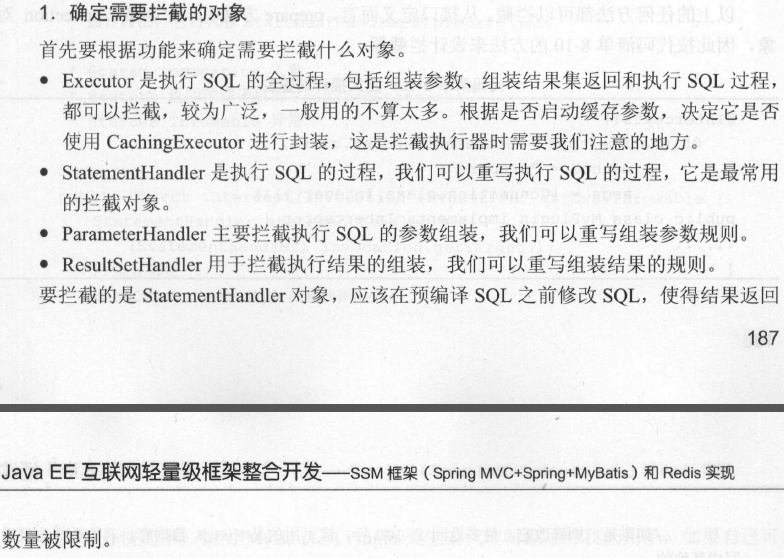 1．确定需要拦截的对象
首先要根据功能来确定需要拦截什么对象。
● Executor 是执行 SQL 的全过程，包括组装参数，组装结果集返回和执行 SQL 过程，
都可以拦截，较为广泛，一般用的不算太多。根据是否启动缓存参数，决定它是否
使用 CachingExecutor 进行封装，这是拦截执行器时需要我们注意的地方。
● StatementHandler 是执行 SQL 的过程，我们可以重写执行 SQL 的过程，它是最常用
的拦截对象。
● ParameterHandler 主要拦截执行 SQL 的参数组装，我们可以重写组装参数规则。
● ResultSetHandler 用于拦截执行结果的组装，我们可以重写组装结果的规则。
要拦截的是 StatementHandler 对象，应该在预编译 SQL 之前修改 SQL，使得结果返回
187
Java EE 互联网轻量级框架整合开发——SSM 框架（Spring MVC+Spring+MyBatis）和 Redis 实现
数量被限制。